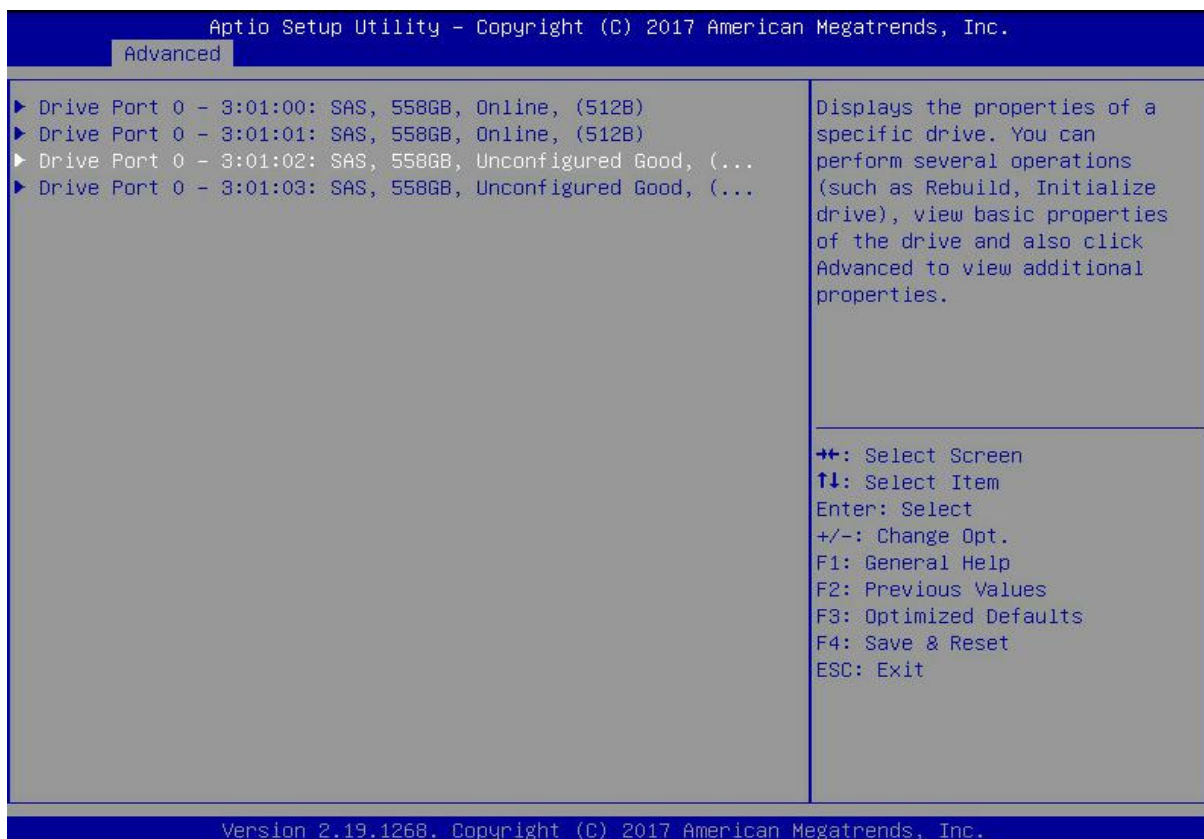 Aptio Setup Utility – Copyright (C) 2017 American Megatrends, Inc.
Advanced
▶ Drive Port 0 – 3:01:00: SAS, 558GB, Online, (512B)
▶ Drive Port 0 – 3:01:01: SAS, 558GB, Online, (512B)
▶ Drive Port 0 – 3:01:02: SAS, 558GB, Unconfigured Good, (...
▶ Drive Port 0 – 3:01:03: SAS, 558GB, Unconfigured Good, (...
Displays the properties of a
specific drive. You can
perform several operations
(such as Rebuild, Initialize
drive), view basic properties
of the drive and also click
Advanced to view additional
properties.
→←: Select Screen
↑↓: Select Item
Enter: Select
+/-: Change Opt.
F1: General Help
F2: Previous Values
F3: Optimized Defaults
F4: Save & Reset
ESC: Exit
Version 2.19.1268. Copyright (C) 2017 American Megatrends, Inc.